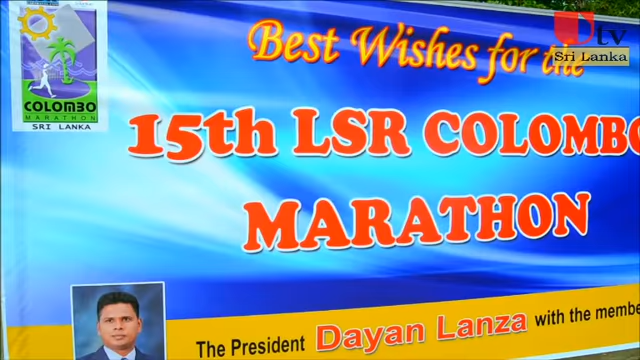 Dtv
Sri Lanka
COLOMBO
MARATHON
SRI LANKA
Best Wishes for the
15th LSR COLOMBO
MARATHON
The President Dayan Lanza with the